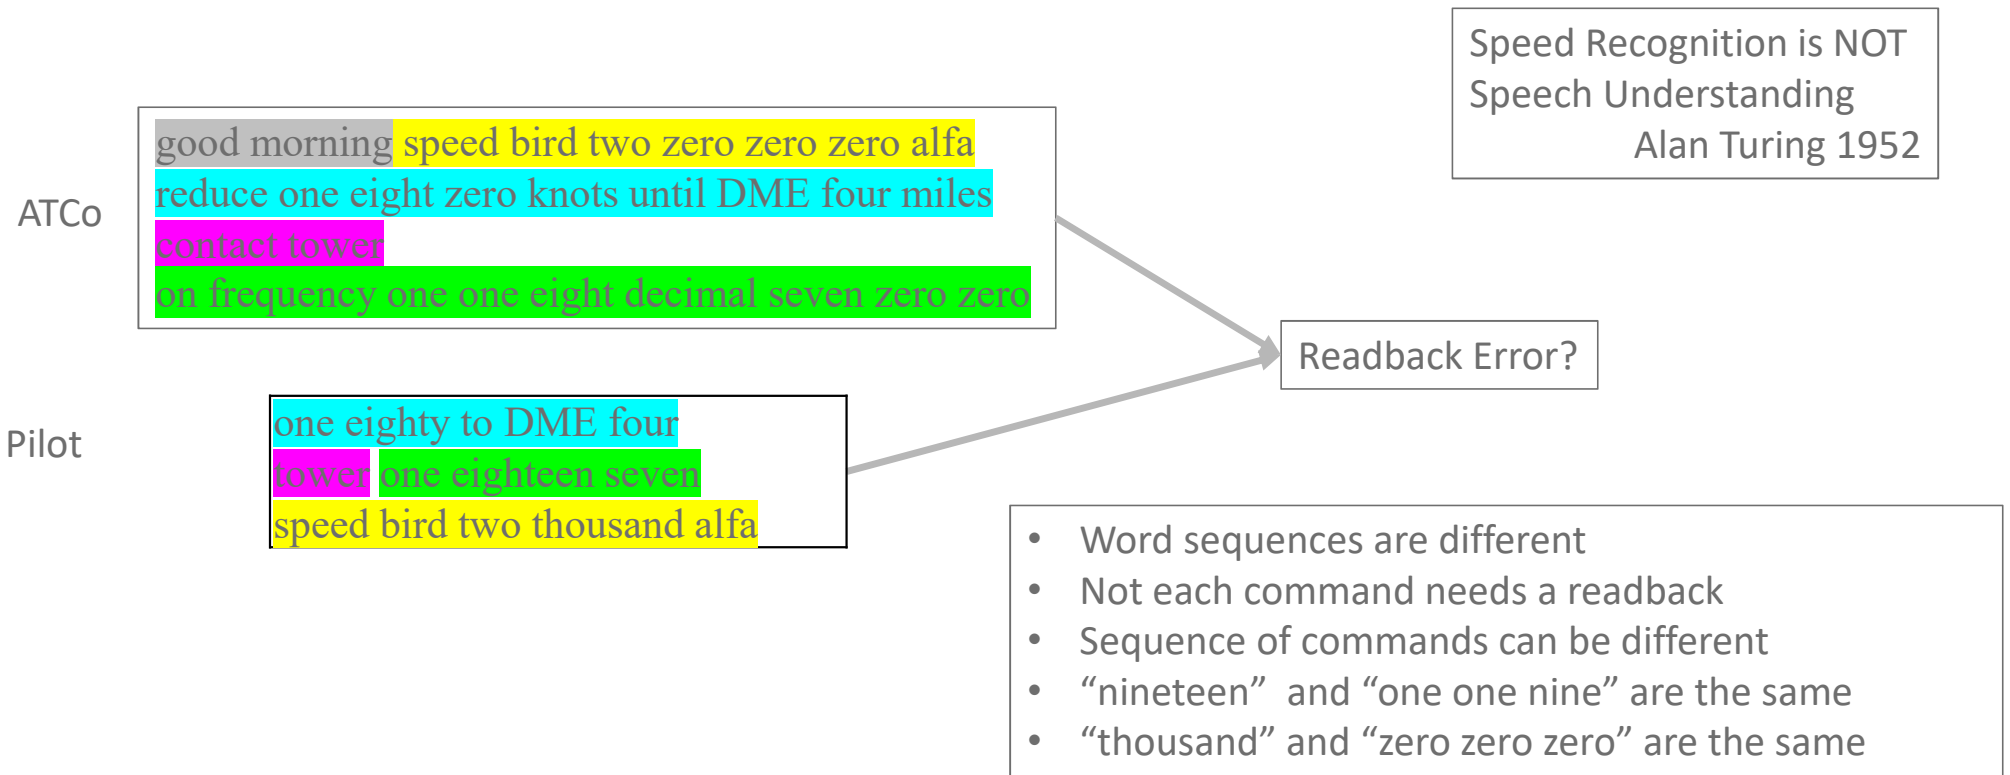 Speed Recognition is NOT
Speech Understanding
Alan Turing 1952
ATCo
good morning speed bird two zero zero zero alfa
reduce one eight zero knots until DME four miles
contact tower
on frequency one one eight decimal seven zero zero
Readback Error?
Pilot
one eighty to DME four
tower one eighteen seven
speed bird two thousand alfa
• Word sequences are different
• Not each command needs a readback
• Sequence of commands can be different
• “nineteen” and “one one nine” are the same
• “thousand” and “zero zero zero” are the same